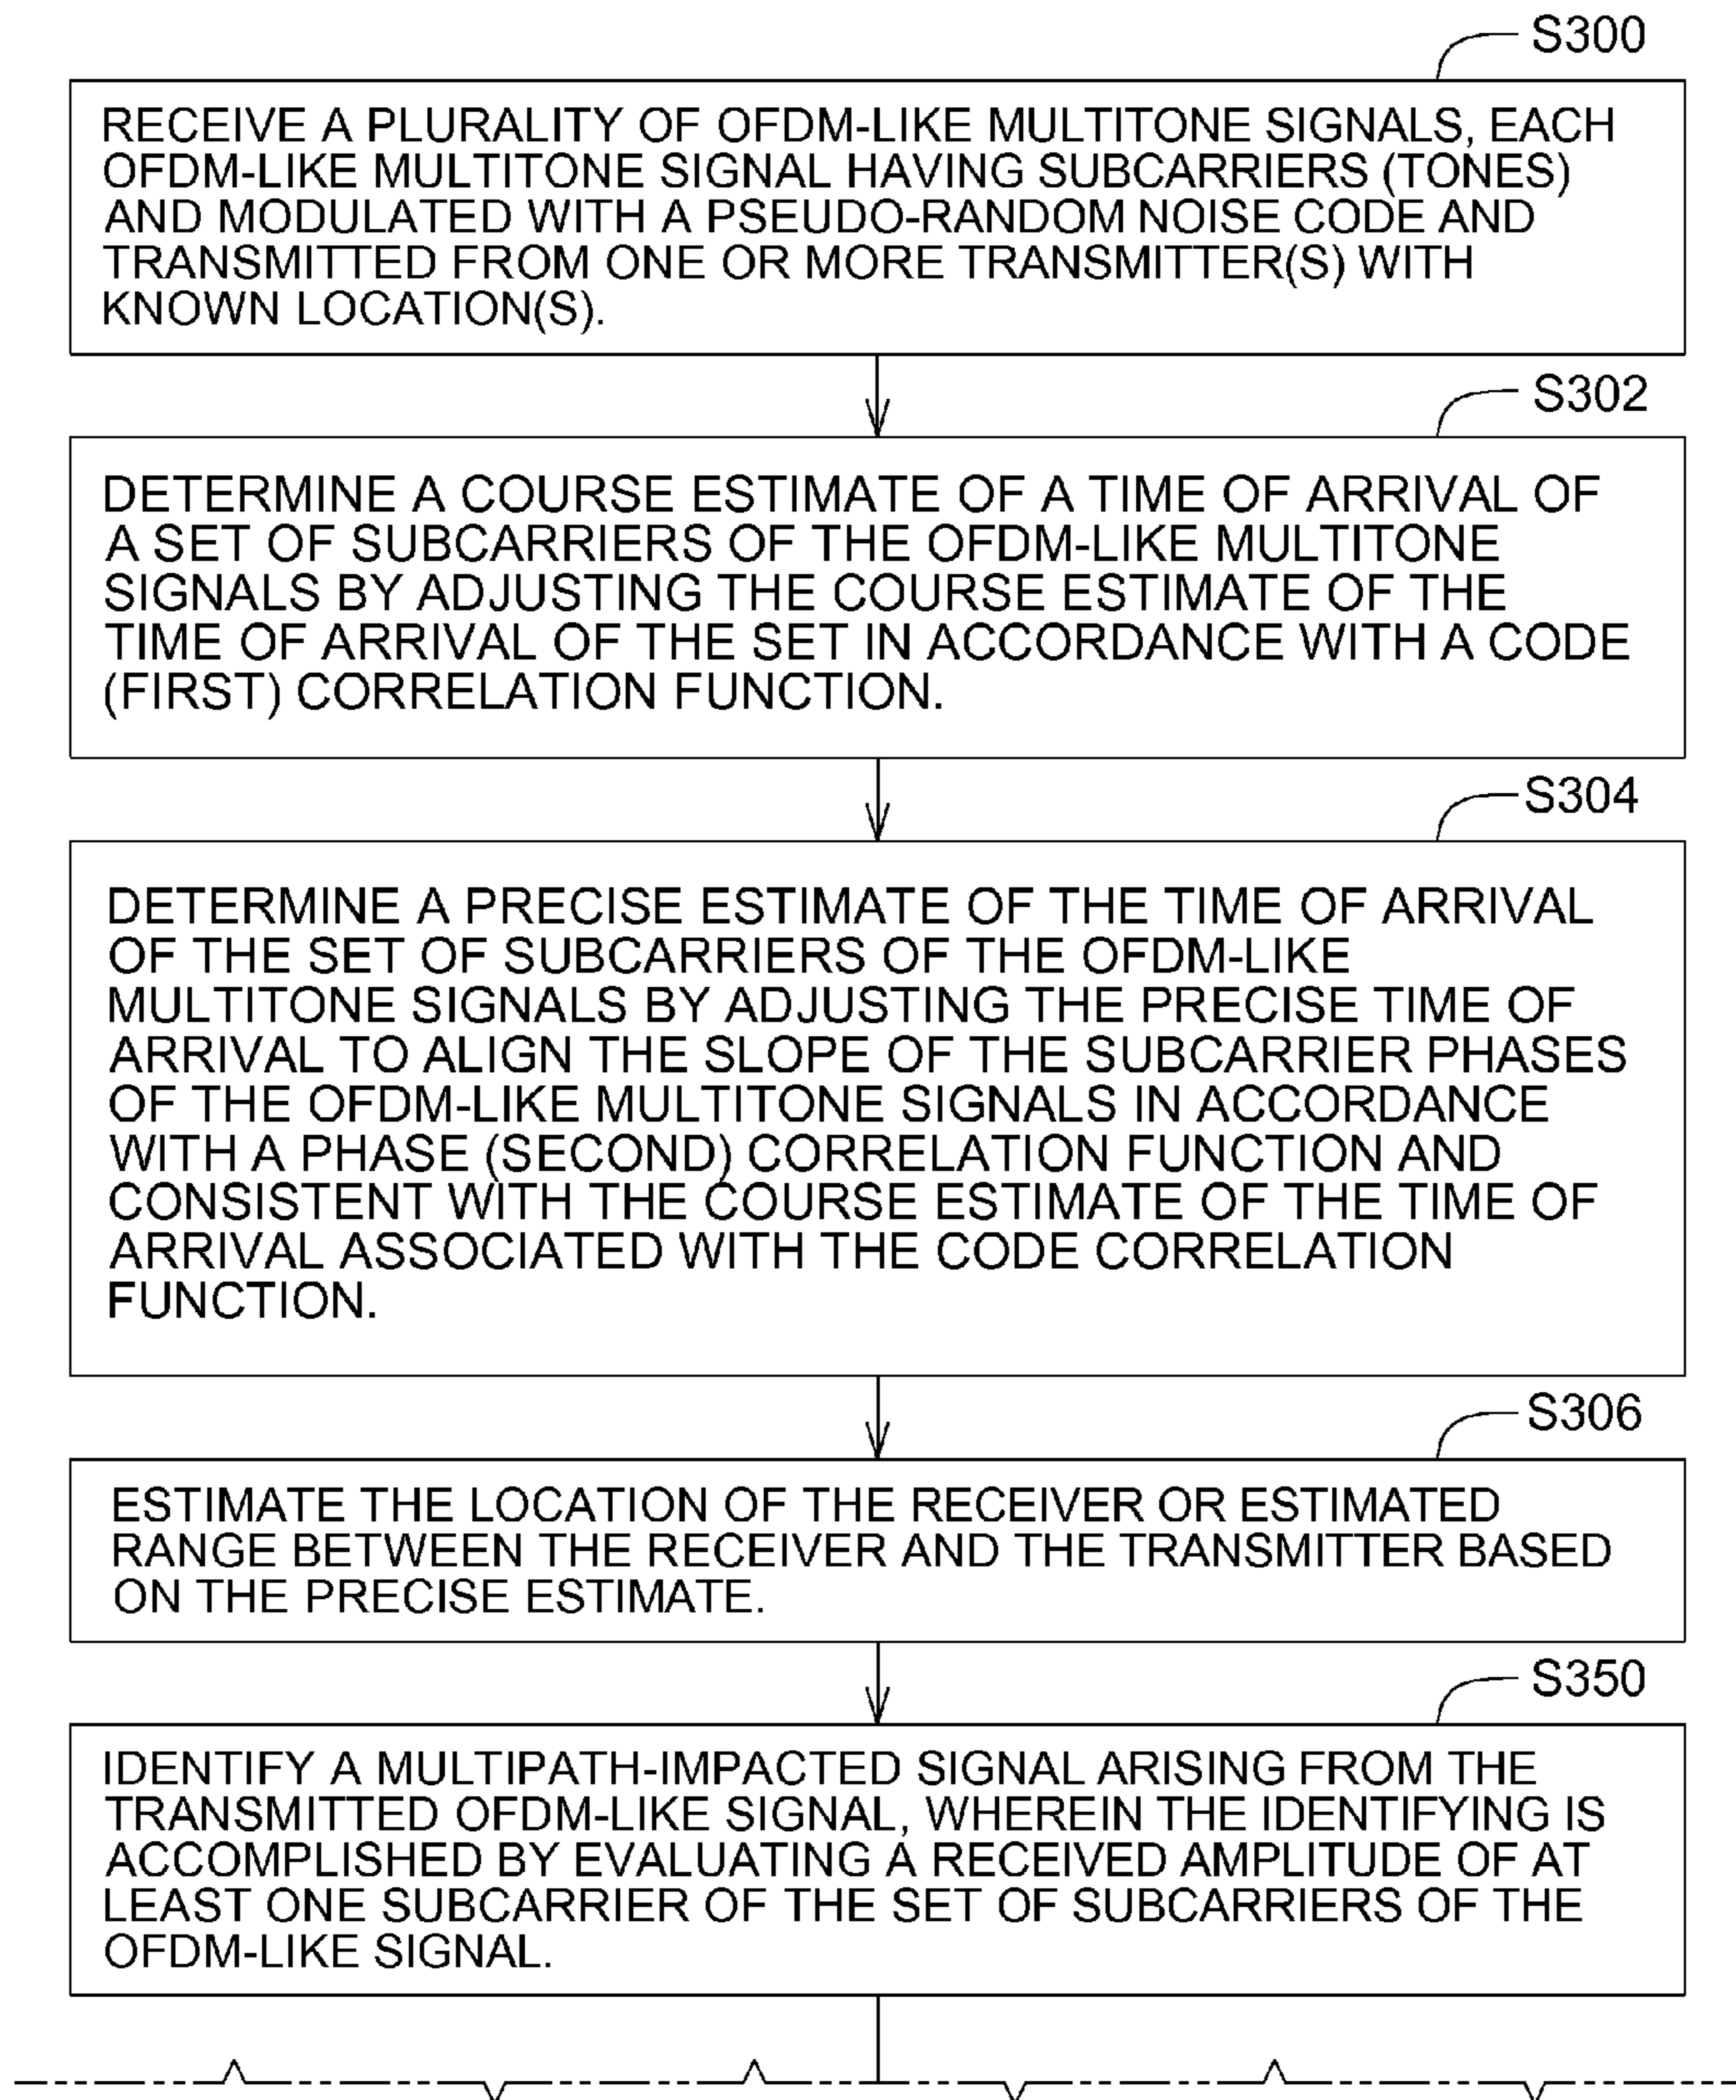 S300
RECEIVE A PLURALITY OF OFDM-LIKE MULTITONE SIGNALS, EACH
OFDM-LIKE MULTITONE SIGNAL HAVING SUBCARRIERS (TONES)
AND MODULATED WITH A PSEUDO-RANDOM NOISE CODE AND
TRANSMITTED FROM ONE OR MORE TRANSMITTER(S) WITH
KNOWN LOCATION(S).
S302
DETERMINE A COURSE ESTIMATE OF A TIME OF ARRIVAL OF
A SET OF SUBCARRIERS OF THE OFDM-LIKE MULTITONE
SIGNALS BY ADJUSTING THE COURSE ESTIMATE OF THE
TIME OF ARRIVAL OF THE SET IN ACCORDANCE WITH A CODE
(FIRST) CORRELATION FUNCTION.
S304
DETERMINE A PRECISE ESTIMATE OF THE TIME OF ARRIVAL
OF THE SET OF SUBCARRIERS OF THE OFDM-LIKE
MULTITONE SIGNALS BY ADJUSTING THE PRECISE TIME OF
ARRIVAL TO ALIGN THE SLOPE OF THE SUBCARRIER PHASES
OF THE OFDM-LIKE MULTITONE SIGNALS IN ACCORDANCE
WITH A PHASE (SECOND) CORRELATION FUNCTION AND
CONSISTENT WITH THE COURSE ESTIMATE OF THE TIME OF
ARRIVAL ASSOCIATED WITH THE CODE CORRELATION
FUNCTION.
S306
ESTIMATE THE LOCATION OF THE RECEIVER OR ESTIMATED
RANGE BETWEEN THE RECEIVER AND THE TRANSMITTER BASED
ON THE PRECISE ESTIMATE.
S350
IDENTIFY A MULTIPATH-IMPACTED SIGNAL ARISING FROM THE
TRANSMITTED OFDM-LIKE SIGNAL, WHEREIN THE IDENTIFYING IS
ACCOMPLISHED BY EVALUATING A RECEIVED AMPLITUDE OF AT
LEAST ONE SUBCARRIER OF THE SET OF SUBCARRIERS OF THE
OFDM-LIKE SIGNAL.